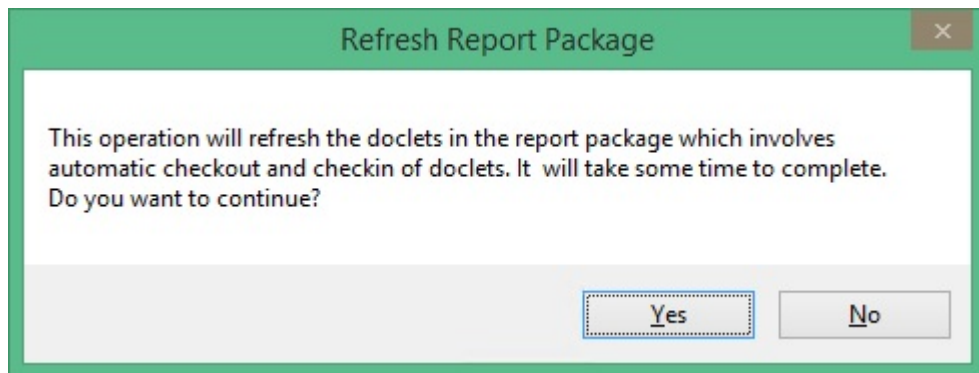 Refresh Report Package
This operation will refresh the doclets in the report package which involves
automatic checkout and checkin of doclets. It  will take some time to complete.
Do you want to continue?
Yes
No